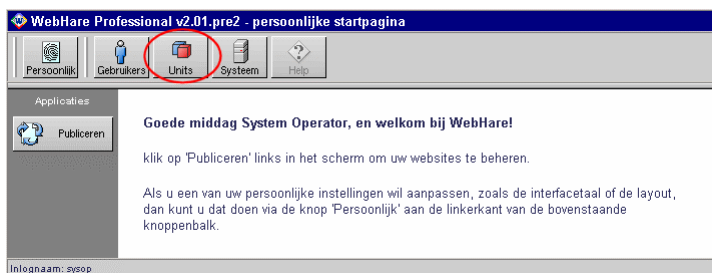 WebHare Professional v2.01.pre2 - persoonlijke startpagina
Persoonlijk Gebruikers Units Systeem Help
Applicaties
Publiceren
Goede middag System Operator, en welkom bij WebHare!
klik op 'Publiceren' links in het scherm om uw websites te beheren.
Als u een van uw persoonlijke instellingen wil aanpassen, zoals de interfacetaal of de layout,
dan kunt u dat doen via de knop 'Persoonlijk' aan de linkerkant van de bovenstaande
knoppenbalk.
Inlognaam: sysop